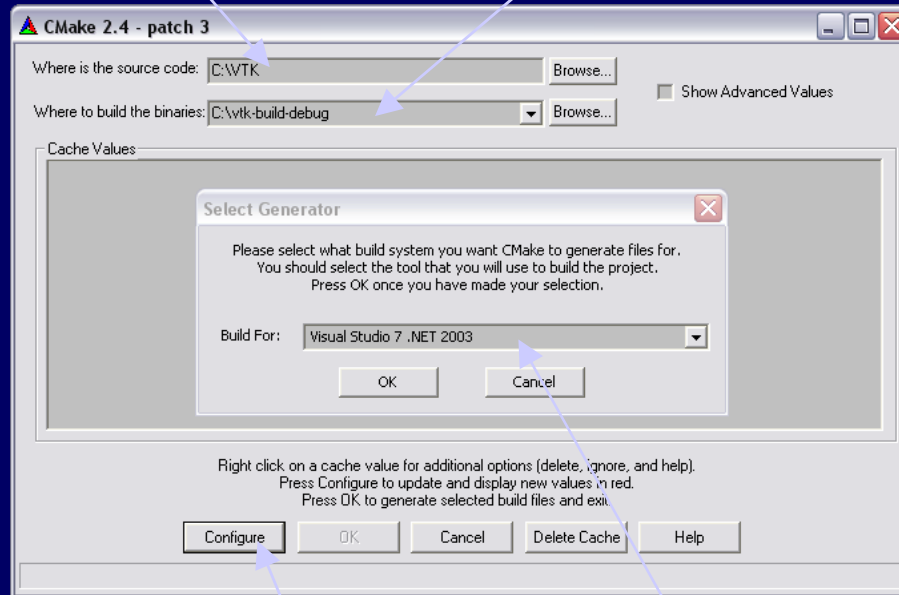 CMake 2.4 - patch 3
Where is the source code: C:\VTK Browse...
Show Advanced Values
Where to build the binaries: C:\vtk-build-debug Browse...
Cache Values
Select Generator
Please select what build system you want CMake to generate files for.
You should select the tool that you will use to build the project.
Press OK once you have made your selection.
Build For: Visual Studio 7 .NET 2003
OK Cancel
Right click on a cache value for additional options (delete, ignore, and help).
Press Configure to update and display new values in red.
Press OK to generate selected build files and exit.
Configure OK Cancel Delete Cache Help